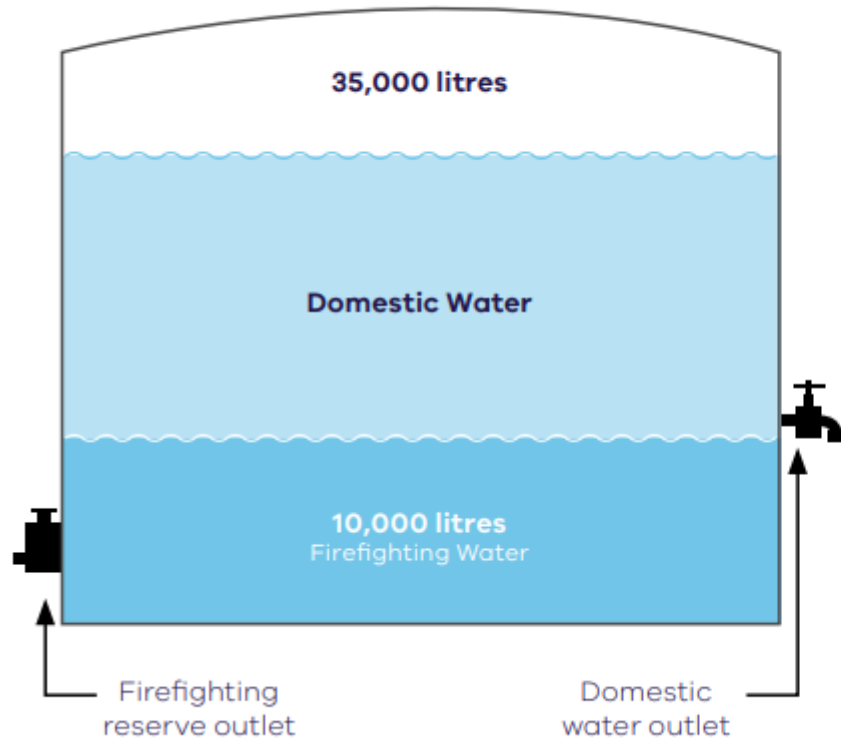 35,000 litres
Domestic Water
10,000 litres
Firefighting Water
Firefighting
reserve outlet
Domestic
water outlet